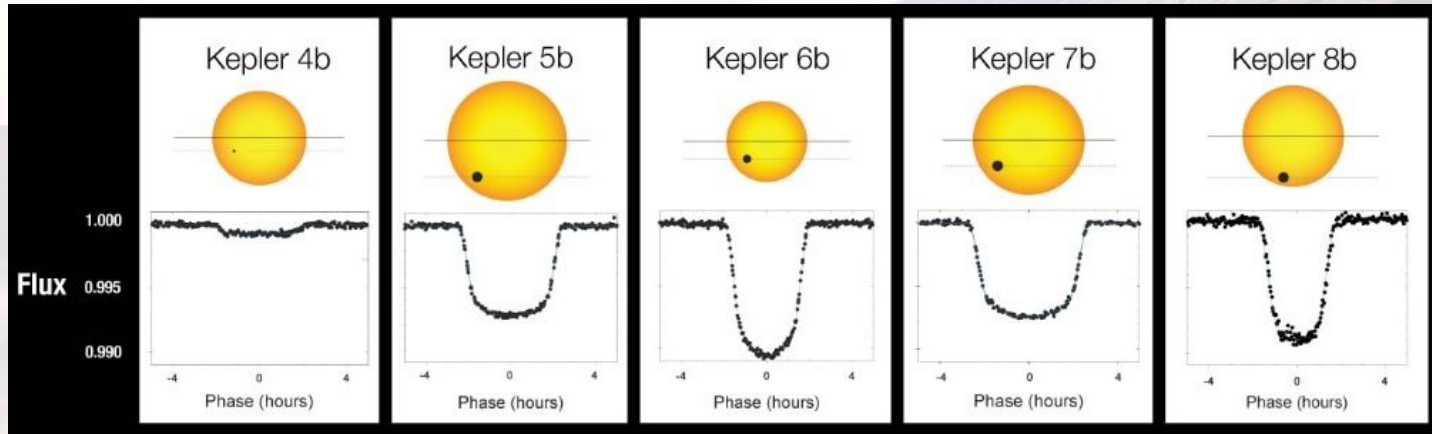 Kepler 4b
Kepler 5b
Kepler 6b
Kepler 7b
Kepler 8b
Flux
1.000
0.995
0.990
-4 0 4
-4 0 4
-4 0 4
-4 0 4
-4 0 4
Phase (hours)
Phase (hours)
Phase (hours)
Phase (hours)
Phase (hours)